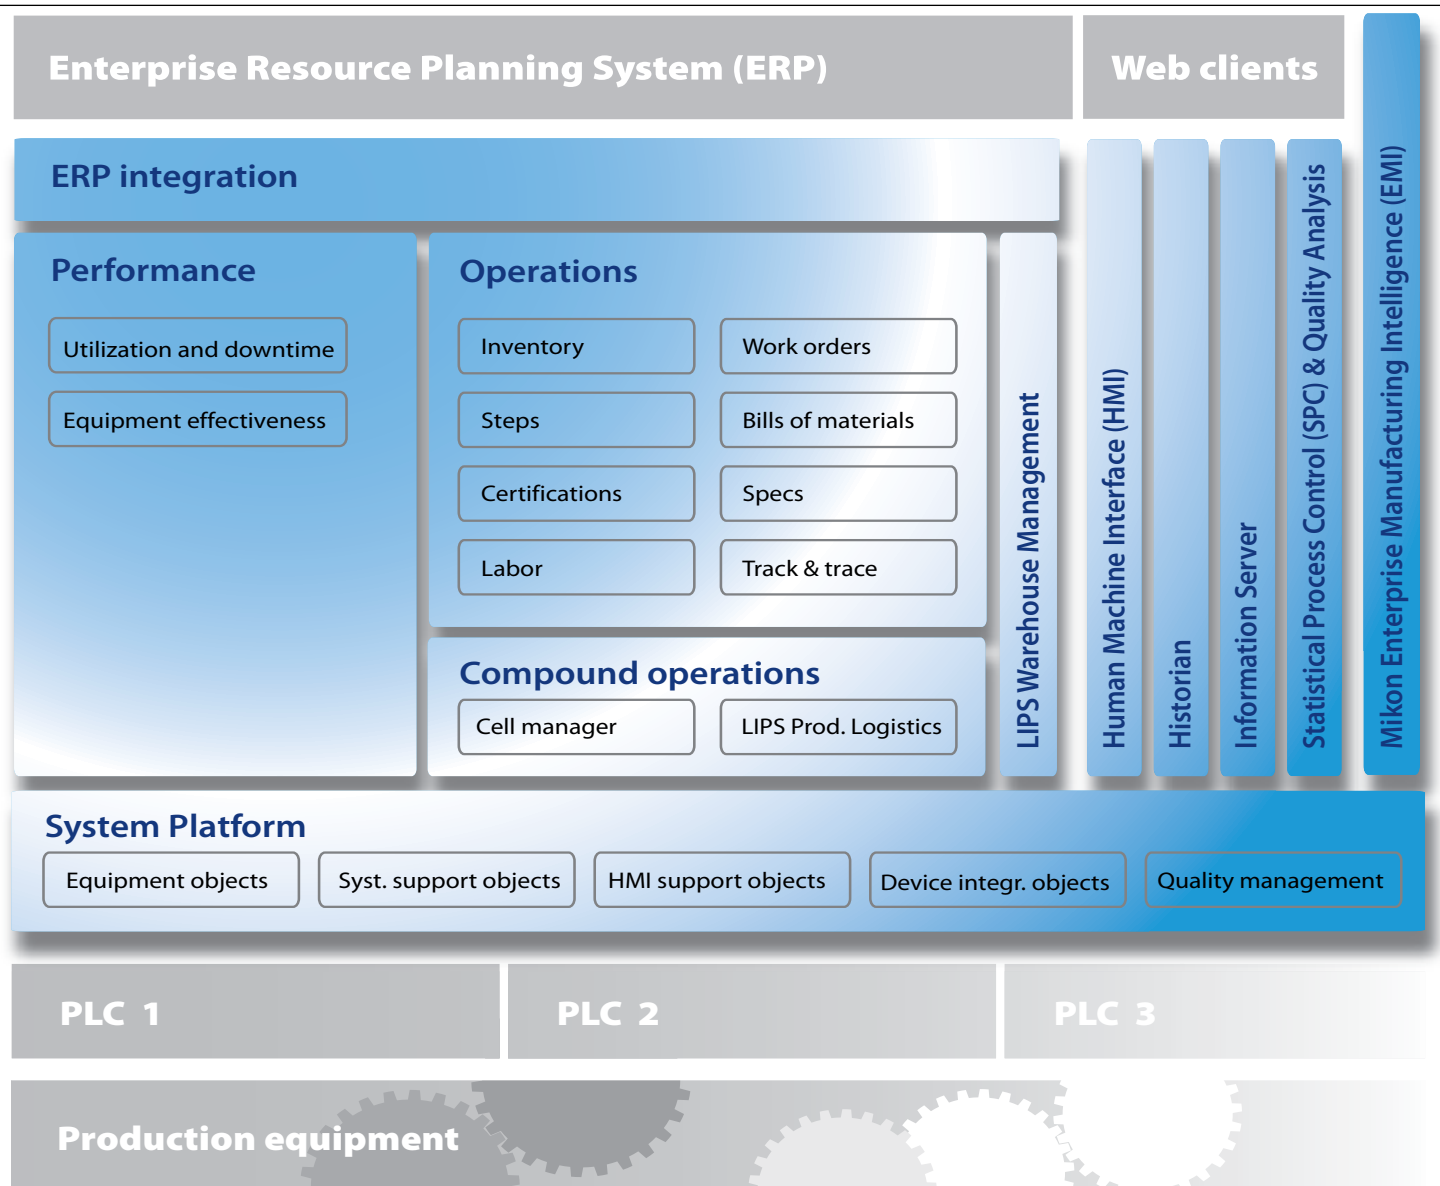 Enterprise Resource Planning System (ERP)
Web clients
ERP integration
Performance
Utilization and downtime
Equipment effectiveness
Operations
Inventory
Work orders
Steps
Bills of materials
Certifications
Specs
Labor
Track & trace
Compound operations
Cell manager
LIPS Prod. Logistics
LIPS Warehouse Management
Human Machine Interface (HMI)
Historian
Information Server
Statistical Process Control (SPC) & Quality Analysis
Mikon Enterprise Manufacturing Intelligence (EMI)
System Platform
Equipment objects
Syst. support objects
HMI support objects
Device integr. objects
Quality management
PLC 1
PLC 2
PLC 3
Production equipment